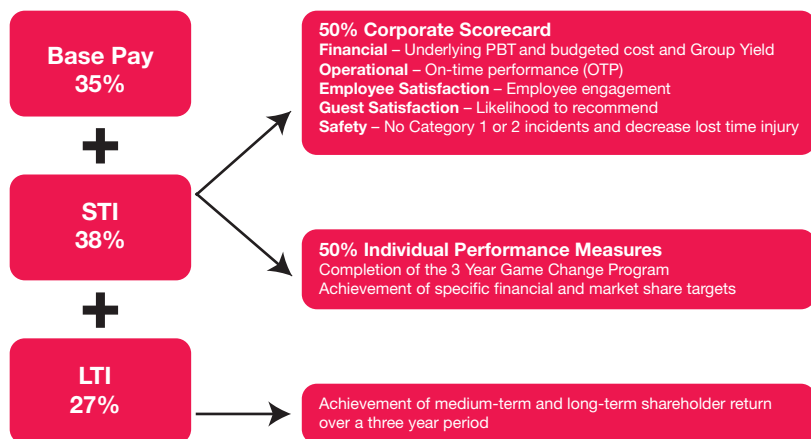 Base Pay
35%
+
STI
38%
+
LTI
27%
50% Corporate Scorecard
Financial – Underlying PBT and budgeted cost and Group Yield
Operational – On-time performance (OTP)
Employee Satisfaction – Employee engagement
Guest Satisfaction – Likelihood to recommend
Safety – No Category 1 or 2 incidents and decrease lost time injury
50% Individual Performance Measures
Completion of the 3 Year Game Change Program
Achievement of specific financial and market share targets
Achievement of medium-term and long-term shareholder return
over a three year period